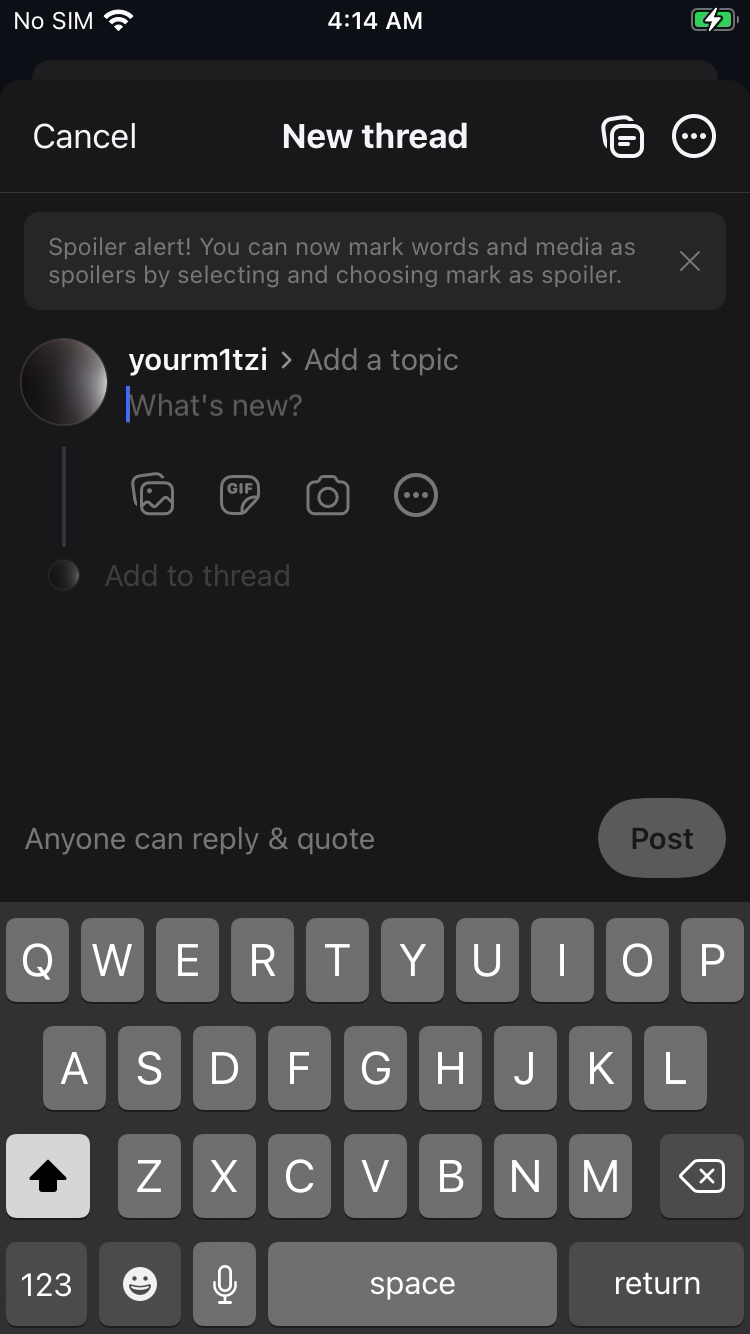 No SIM 4:14 AM
Cancel New thread
Spoiler alert! You can now mark words and media as
spoilers by selecting and choosing mark as spoiler.
yourm1tzi > Add a topic
What's new?
GIF
Add to thread
Anyone can reply & quote Post
Q W E R T Y U I O P
A S D F G H J K L
Z X C V B N M
123 space return